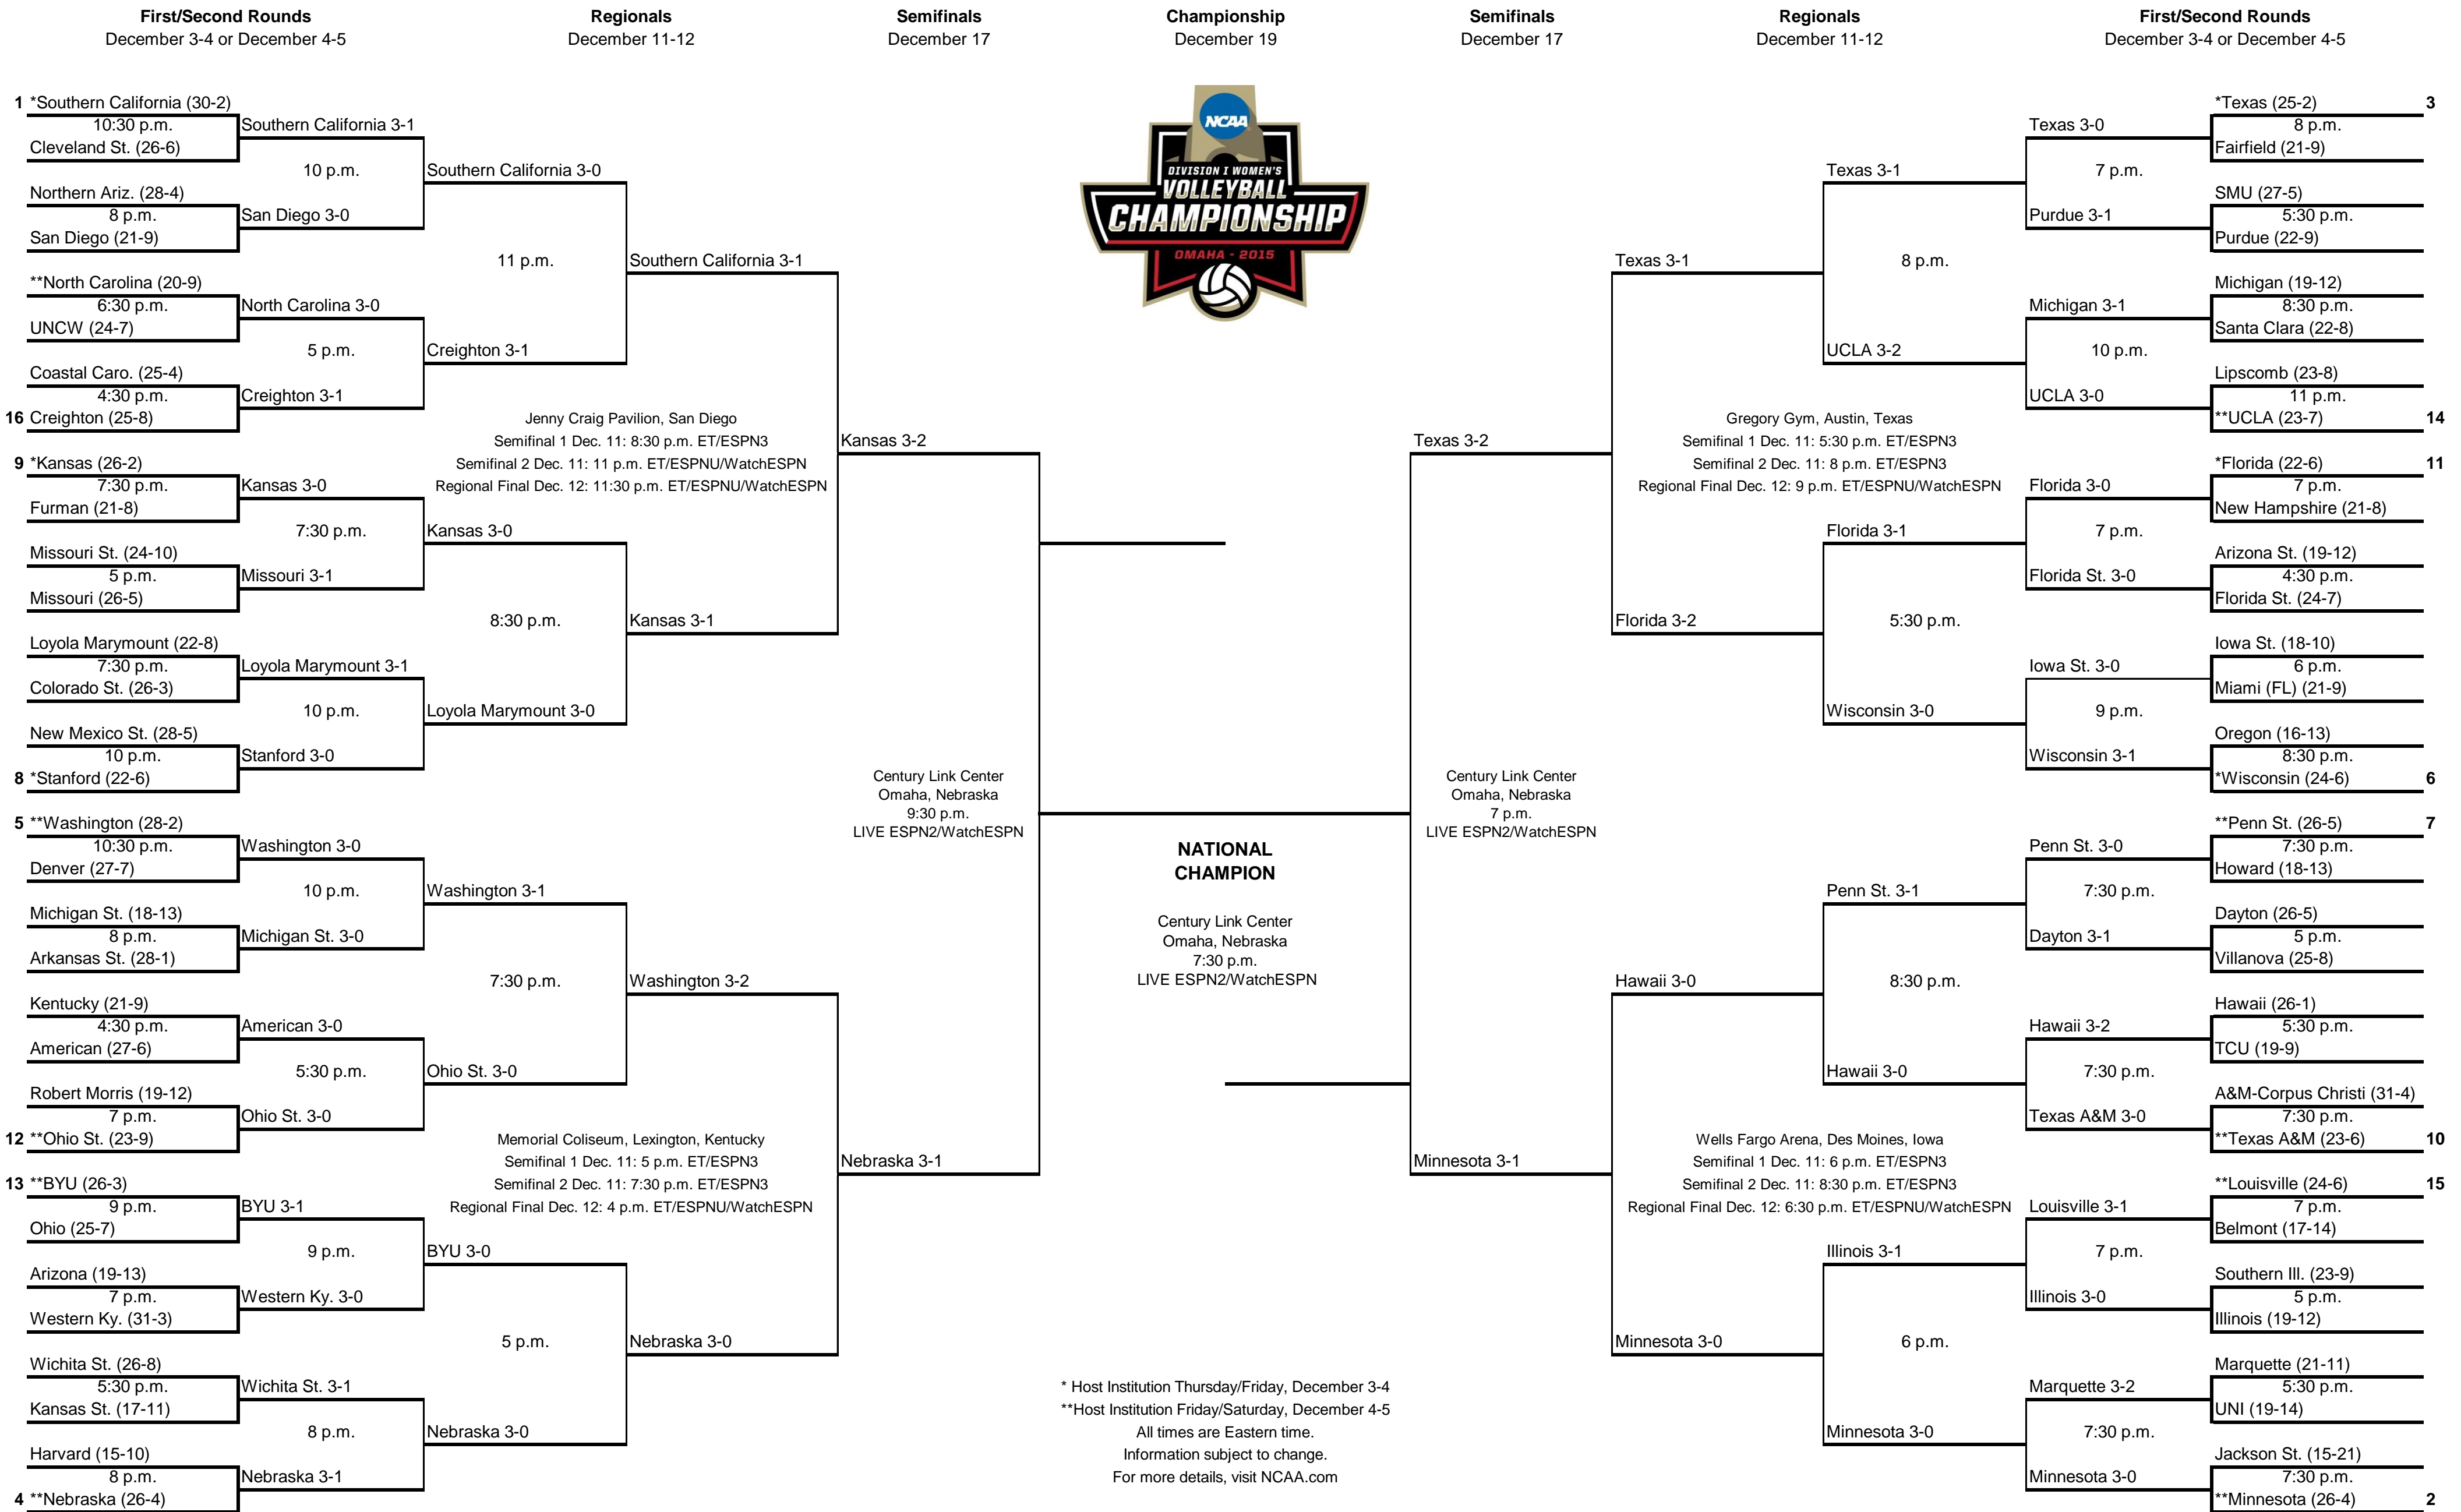 First/Second Rounds
December 3-4 or December 4-5
Regionals
December 11-12
Semifinals
December 17
Championship
December 19
Semifinals
December 17
Regionals
December 11-12
First/Second Rounds
December 3-4 or December 4-5
1 *Southern California (30-2)
10:30 p.m.
Cleveland St. (26-6)
Northern Ariz. (28-4)
8 p.m.
San Diego (21-9)
**North Carolina (20-9)
6:30 p.m.
UNCW (24-7)
Coastal Caro. (25-4)
4:30 p.m.
16 Creighton (25-8)
9 *Kansas (26-2)
7:30 p.m.
Furman (21-8)
Missouri St. (24-10)
5 p.m.
Missouri (26-5)
Loyola Marymount (22-8)
7:30 p.m.
Colorado St. (26-3)
New Mexico St. (28-5)
10 p.m.
8 *Stanford (22-6)
5 **Washington (28-2)
10:30 p.m.
Denver (27-7)
Michigan St. (18-13)
8 p.m.
Arkansas St. (28-1)
Kentucky (21-9)
4:30 p.m.
American (27-6)
Robert Morris (19-12)
7 p.m.
12 **Ohio St. (23-9)
13 **BYU (26-3)
9 p.m.
Ohio (25-7)
Arizona (19-13)
7 p.m.
Western Ky. (31-3)
Wichita St. (26-8)
5:30 p.m.
Kansas St. (17-11)
Harvard (15-10)
8 p.m.
4 **Nebraska (26-4)
Southern California 3-1
10 p.m.
San Diego 3-0
North Carolina 3-0
5 p.m.
Creighton 3-1
Kansas 3-0
7:30 p.m.
Missouri 3-1
Loyola Marymount 3-1
10 p.m.
Stanford 3-0
Washington 3-0
10 p.m.
Michigan St. 3-0
American 3-0
5:30 p.m.
Ohio St. 3-0
BYU 3-1
9 p.m.
Western Ky. 3-0
Wichita St. 3-1
8 p.m.
Nebraska 3-1
Southern California 3-0
11 p.m.
Creighton 3-1
Jenny Craig Pavilion, San Diego
Semifinal 1 Dec. 11: 8:30 p.m. ET/ESPN3
Semifinal 2 Dec. 11: 11 p.m. ET/ESPNU/WatchESPN
Regional Final Dec. 12: 11:30 p.m. ET/ESPNU/WatchESPN
Kansas 3-0
8:30 p.m.
Loyola Marymount 3-0
Washington 3-1
7:30 p.m.
Ohio St. 3-0
Memorial Coliseum, Lexington, Kentucky
Semifinal 1 Dec. 11: 5 p.m. ET/ESPN3
Semifinal 2 Dec. 11: 7:30 p.m. ET/ESPN3
Regional Final Dec. 12: 4 p.m. ET/ESPNU/WatchESPN
BYU 3-0
5 p.m.
Nebraska 3-0
Southern California 3-1
Kansas 3-1
Washington 3-2
Nebraska 3-0
Kansas 3-2
Century Link Center
Omaha, Nebraska
9:30 p.m.
LIVE ESPN2/WatchESPN
Nebraska 3-1
NCAA
DIVISION I WOMEN'S
VOLLEYBALL
CHAMPIONSHIP
OMAHA - 2015
NATIONAL
CHAMPION
Century Link Center
Omaha, Nebraska
7:30 p.m.
LIVE ESPN2/WatchESPN
* Host Institution Thursday/Friday, December 3-4
**Host Institution Friday/Saturday, December 4-5
All times are Eastern time.
Information subject to change.
For more details, visit NCAA.com
Texas 3-2
Century Link Center
Omaha, Nebraska
7 p.m.
LIVE ESPN2/WatchESPN
Minnesota 3-1
Texas 3-1
Florida 3-2
Hawaii 3-0
Minnesota 3-0
Texas 3-1
8 p.m.
UCLA 3-2
Gregory Gym, Austin, Texas
Semifinal 1 Dec. 11: 5:30 p.m. ET/ESPN3
Semifinal 2 Dec. 11: 8 p.m. ET/ESPN3
Regional Final Dec. 12: 9 p.m. ET/ESPNU/WatchESPN
Florida 3-1
5:30 p.m.
Wisconsin 3-0
Penn St. 3-1
8:30 p.m.
Hawaii 3-0
Wells Fargo Arena, Des Moines, Iowa
Semifinal 1 Dec. 11: 6 p.m. ET/ESPN3
Semifinal 2 Dec. 11: 8:30 p.m. ET/ESPN3
Regional Final Dec. 12: 6:30 p.m. ET/ESPNU/WatchESPN
Illinois 3-1
6 p.m.
Minnesota 3-0
Texas 3-0
7 p.m.
Purdue 3-1
Michigan 3-1
10 p.m.
UCLA 3-0
Florida 3-0
7 p.m.
Florida St. 3-0
Iowa St. 3-0
9 p.m.
Wisconsin 3-1
Penn St. 3-0
7:30 p.m.
Dayton 3-1
Hawaii 3-2
7:30 p.m.
Texas A&M 3-0
Louisville 3-1
7 p.m.
Illinois 3-0
Marquette 3-2
7:30 p.m.
Minnesota 3-0
*Texas (25-2) 3
8 p.m.
Fairfield (21-9)
SMU (27-5)
5:30 p.m.
Purdue (22-9)
Michigan (19-12)
8:30 p.m.
Santa Clara (22-8)
Lipscomb (23-8)
11 p.m.
**UCLA (23-7) 14
*Florida (22-6) 11
7 p.m.
New Hampshire (21-8)
Arizona St. (19-12)
4:30 p.m.
Florida St. (24-7)
Iowa St. (18-10)
6 p.m.
Miami (FL) (21-9)
Oregon (16-13)
8:30 p.m.
*Wisconsin (24-6) 6
**Penn St. (26-5) 7
7:30 p.m.
Howard (18-13)
Dayton (26-5)
5 p.m.
Villanova (25-8)
Hawaii (26-1)
5:30 p.m.
TCU (19-9)
A&M-Corpus Christi (31-4)
7:30 p.m.
**Texas A&M (23-6) 10
**Louisville (24-6) 15
7 p.m.
Belmont (17-14)
Southern Ill. (23-9)
5 p.m.
Illinois (19-12)
Marquette (21-11)
5:30 p.m.
UNI (19-14)
Jackson St. (15-21)
7:30 p.m.
**Minnesota (26-4) 2